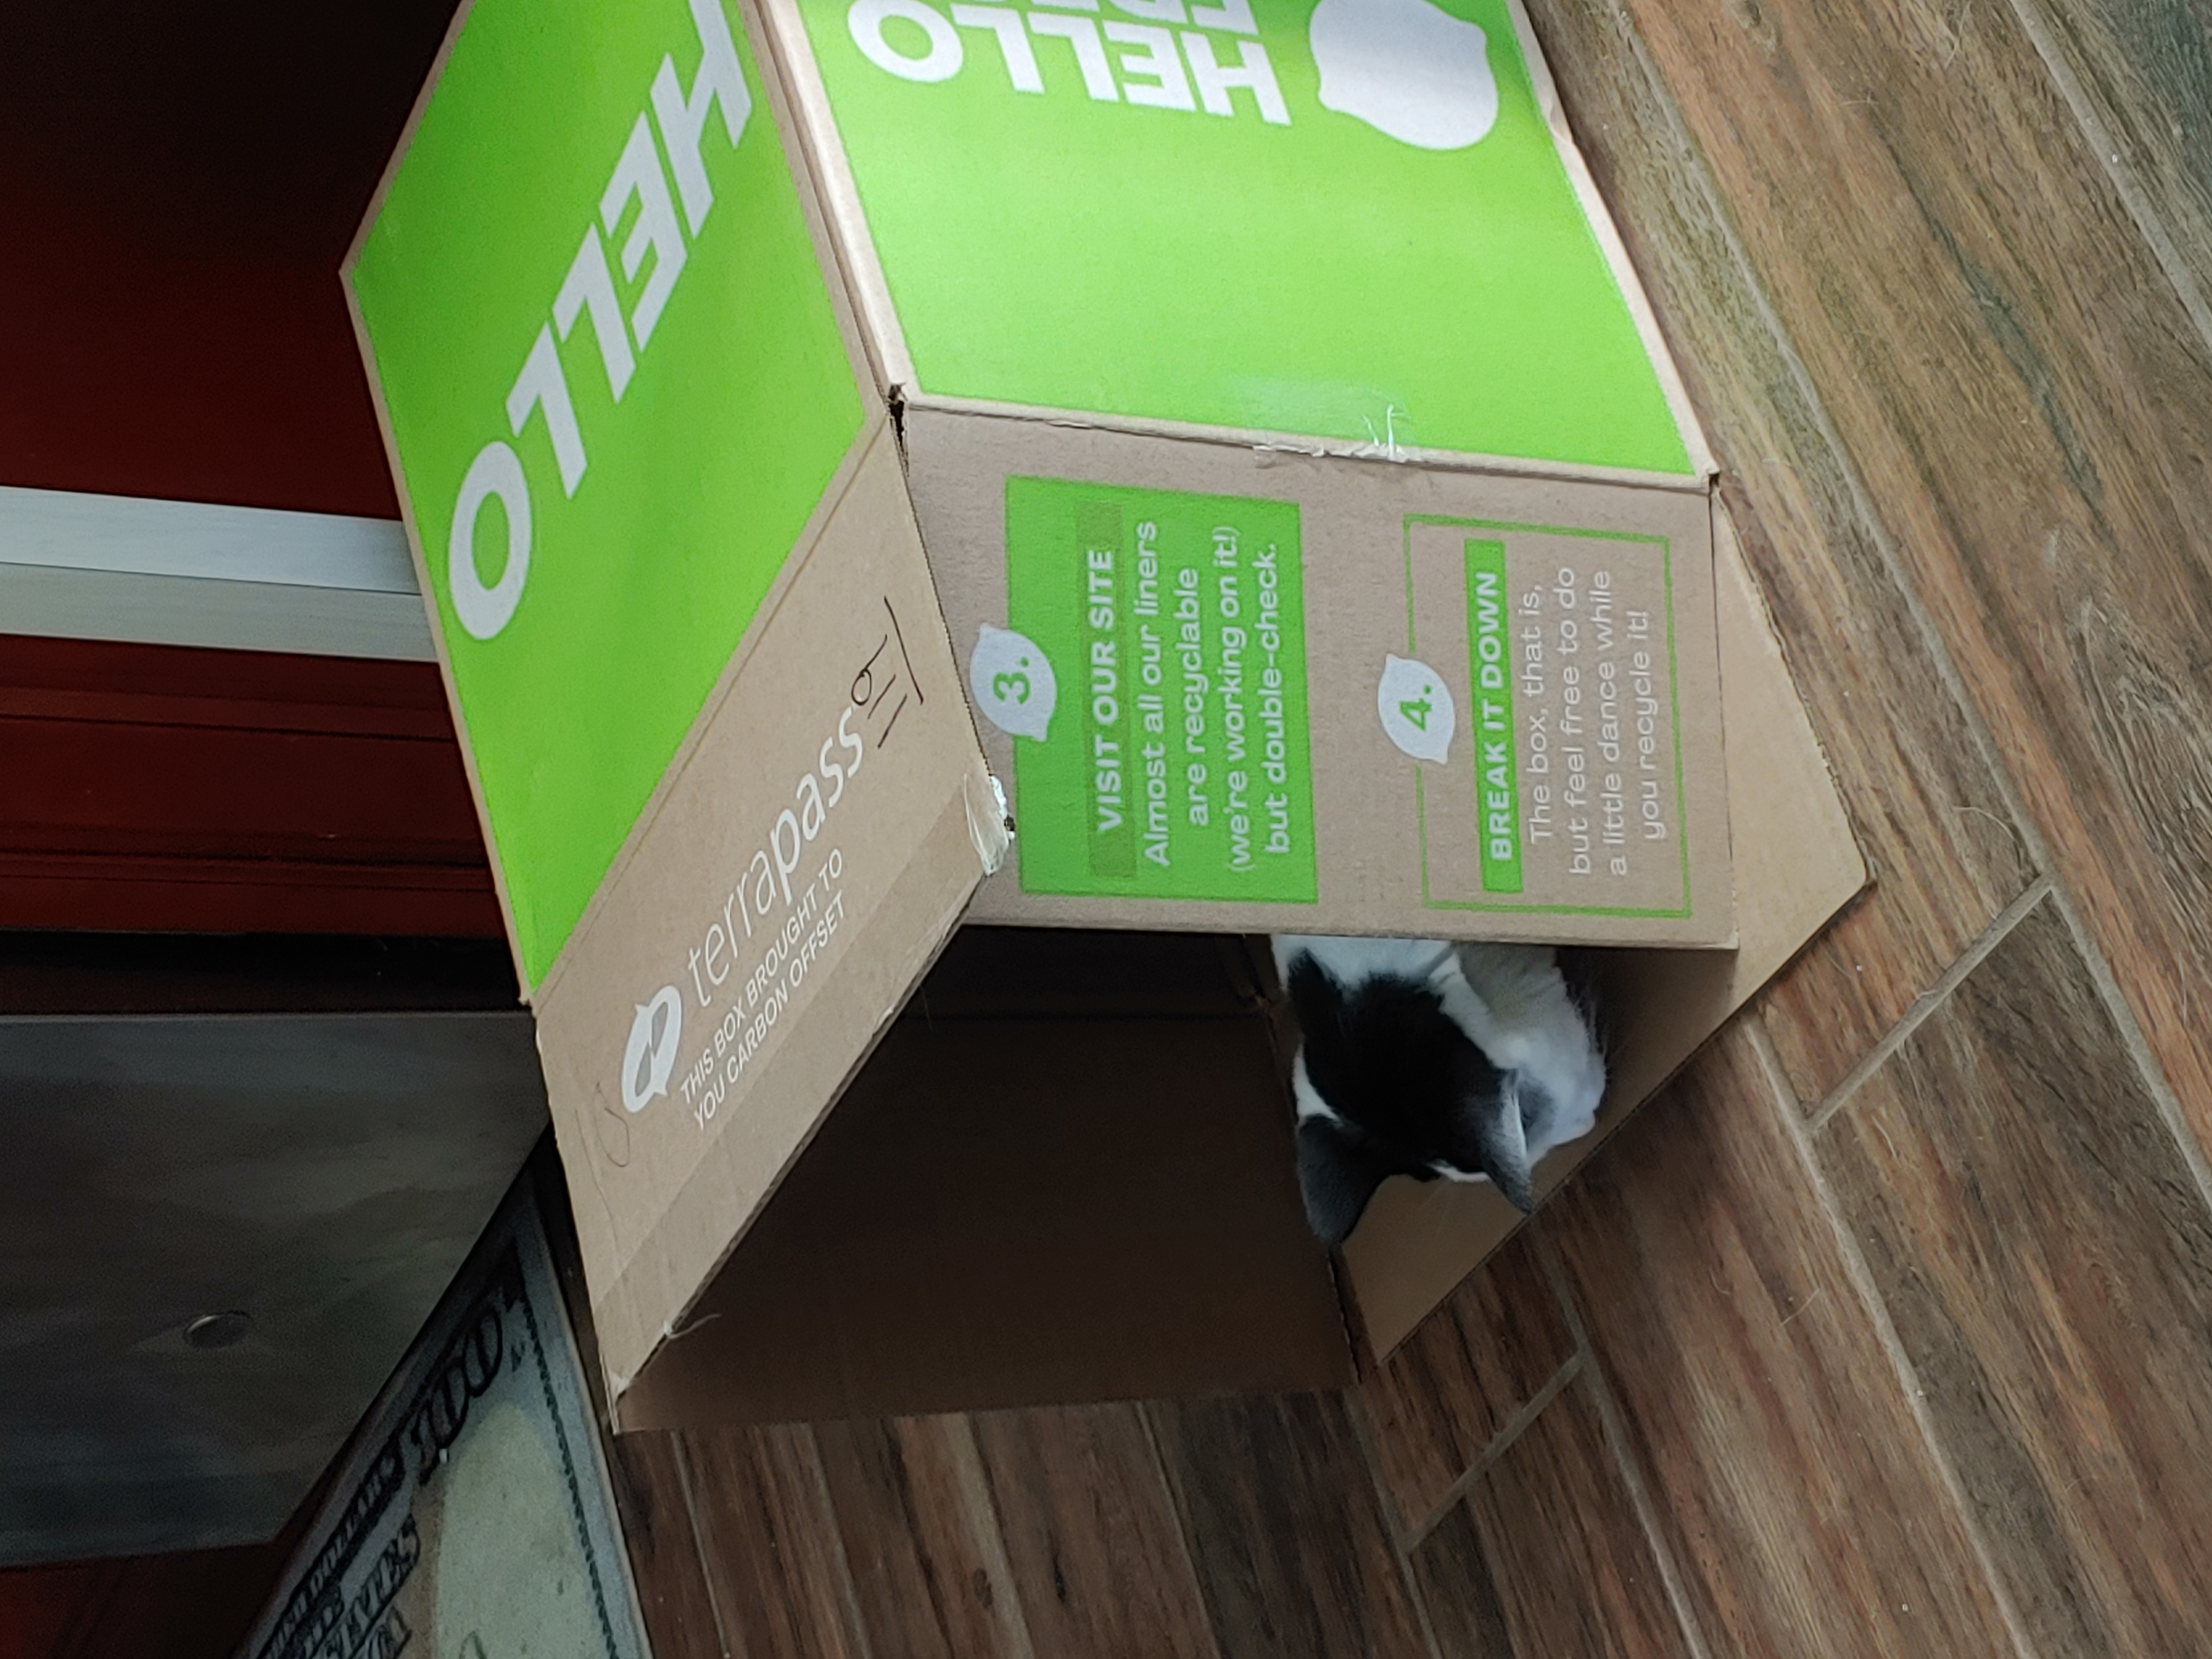 HELLO
terrapass
THIS BOX BROUGHT TO
YOU CARBON OFFSET
3.
VISIT OUR SITE
Almost all our liners
are recyclable
(we're working on it!)
but double-check.
4.
BREAK IT DOWN
The box, that is,
but feel free to do
a little dance while
you recycle it!
HELLO
100